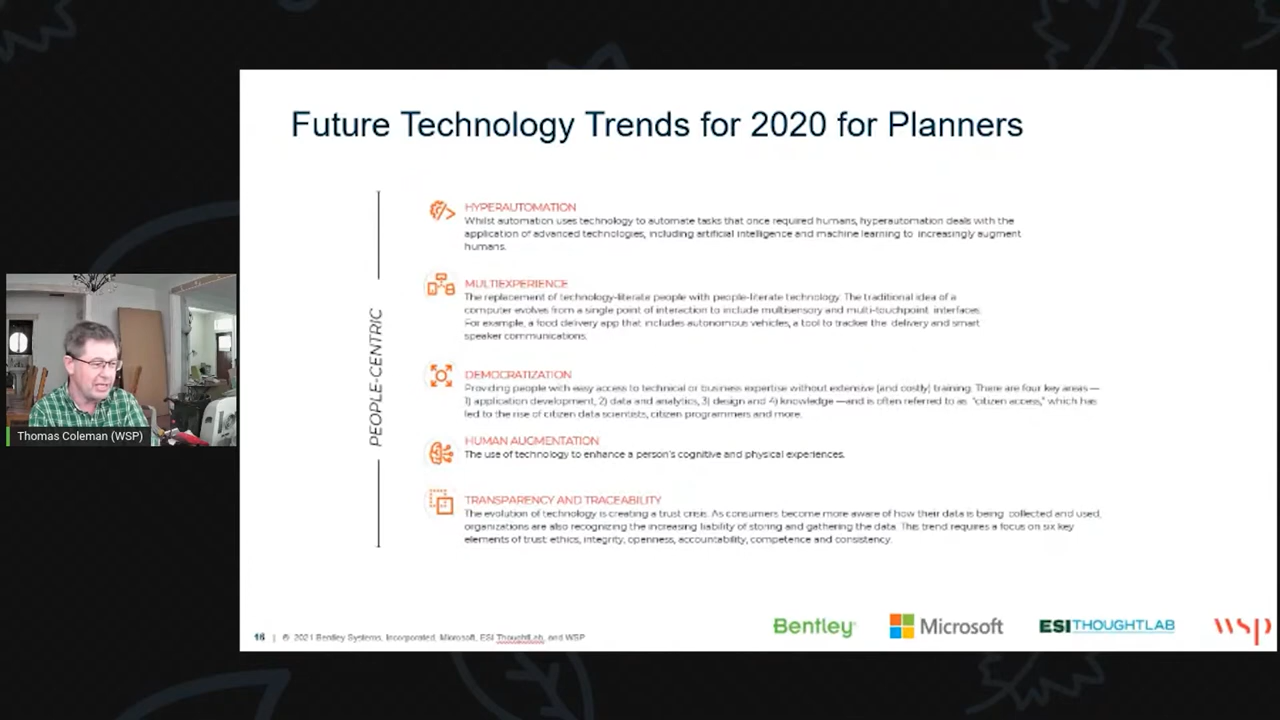 Future Technology Trends for 2020 for Planners
HYPERAUTOMATION
Whilst automation uses technology to automate tasks that once required humans, hyperautomation deals with the
application of advanced technologies, including artificial intelligence and machine learning to increasingly augment
humans.
MULTIEXPERIENCE
The replacement of technology-literate people with people-literate technology. The traditional idea of a
computer evolves from a single point of interaction to include multisensory and multi-touchpoint interfaces.
For example, a food delivery app that includes autonomous vehicles, a tool to tracker the delivery and smart
speaker communications.
PEOPLE-CENTRIC
DEMOCRATIZATION
Providing people with easy access to technical or business expertise without extensive (and costly) training. There are four key areas —
1) application development, 2) data and analytics, 3) design and 4) knowledge —and is often referred to as "citizen access," which has
led to the rise of citizen data scientists, citizen programmers and more.
HUMAN AUGMENTATION
The use of technology to enhance a person's cognitive and physical experiences.
TRANSPARENCY AND TRACEABILITY
The evolution of technology is creating a trust crisis. As consumers become more aware of how their data is being collected and used,
organizations are also recognizing the increasing liability of storing and gathering the data. This trend requires a focus on six key
elements of trust: ethics, integrity, openness, accountability, competence and consistency.
Thomas Coleman (WSP)
16 | © 2021 Bentley Systems, Incorporated, Microsoft, ESI ThoughtLab, and WSP
Bentley
Microsoft
ESI THOUGHTLAB
wsp